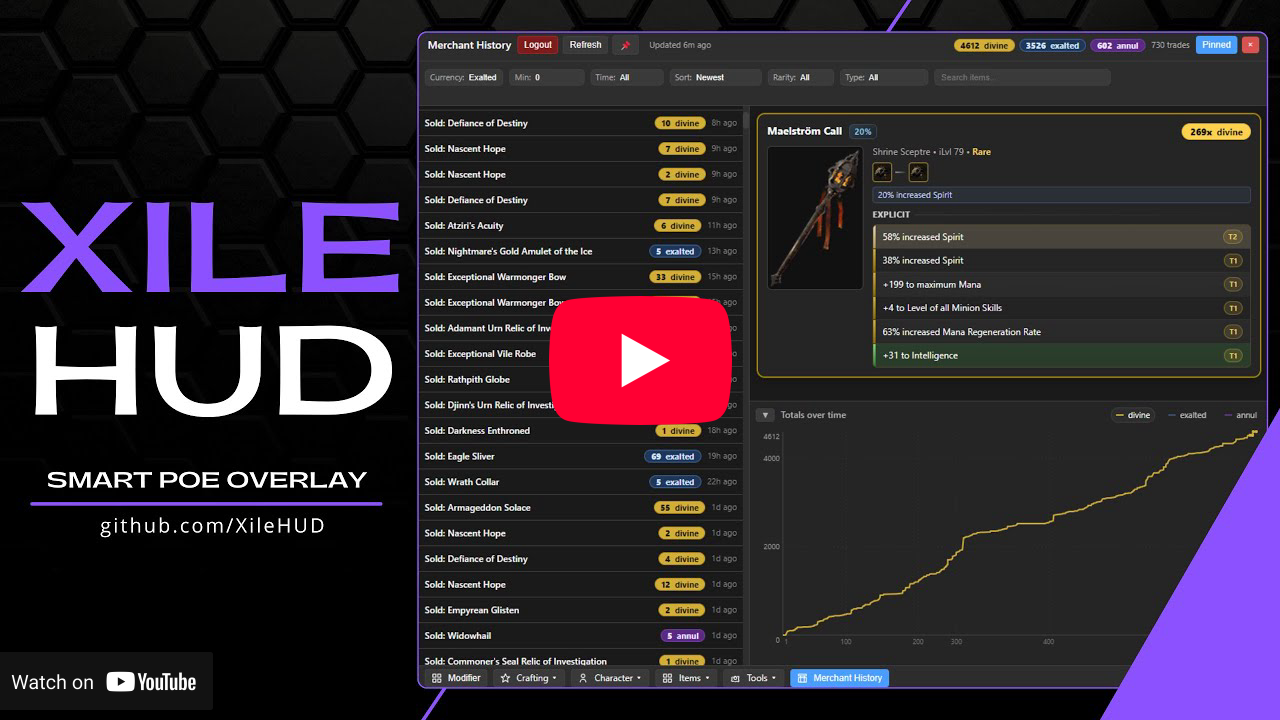 XILE
HUD
SMART POE OVERLAY
github.com/XileHUD
Watch on YouTube
Merchant History Logout Refresh Updated 6m ago 4612 divine 3526 exalted 602 annul 730 trades Pinned ×
Currency: Exalted Min: 0 Time: All Sort: Newest Rarity: All Type: All Search items...
Sold: Defiance of Destiny 10 divine 8h ago
Sold: Nascent Hope 7 divine 9h ago
Sold: Nascent Hope 2 divine 9h ago
Sold: Defiance of Destiny 7 divine 9h ago
Sold: Atziri's Acuity 6 divine 11h ago
Sold: Nightmare's Gold Amulet of the Ice 5 exalted 13h ago
Sold: Exceptional Warmonger Bow 33 divine 15h ago
Sold: Exceptional Warmonger Bow
Sold: Adamant Urn Relic of
Sold: Exceptional Vile Robe
Sold: Rathpith Globe
Sold: Djinn's Urn Relic of
Sold: Darkness Enthroned 1 divine 18h ago
Sold: Eagle Sliver 69 exalted 19h ago
Sold: Wrath Collar 5 exalted 22h ago
Sold: Armageddon Solace 55 divine 1d ago
Sold: Nascent Hope 2 divine 1d ago
Sold: Defiance of Destiny 4 divine 1d ago
Sold: Nascent Hope 12 divine 1d ago
Sold: Empyrean Glisten 2 divine 1d ago
Sold: Widowhail 5 annul 1d ago
Sold: Commoner's Seal Relic of Investigation 1 divine 1d ago
Maelström Call 20% 269x divine
Shrine Sceptre • iLvl 79 • Rare
20% increased Spirit
EXPLICIT
58% increased Spirit T2
38% increased Spirit T1
+199 to maximum Mana T1
+4 to Level of all Minion Skills T1
63% increased Mana Regeneration Rate T1
+31 to Intelligence T1
Totals over time divine exalted annul
4612
4000
2000
0 1 100 200 300 400
Modifier Crafting Character Items Tools Merchant History